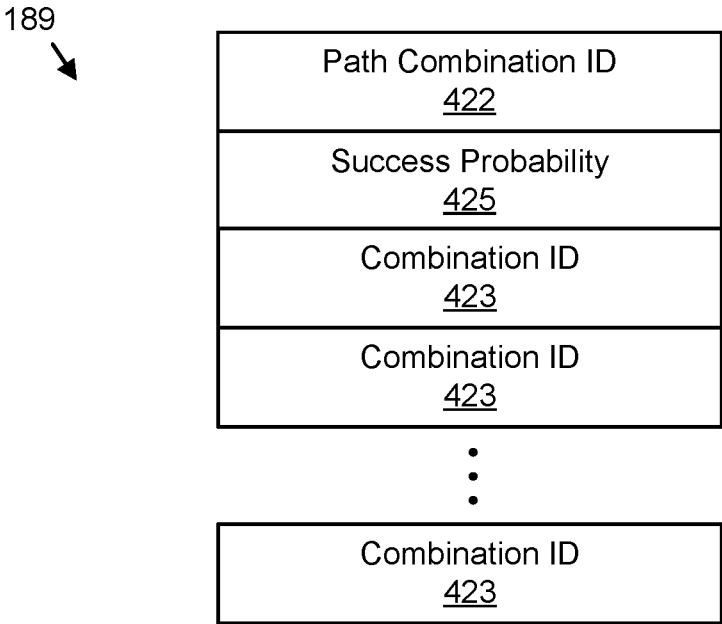 189
Path Combination ID
422
Success Probability
425
Combination ID
423
Combination ID
423
Combination ID
423